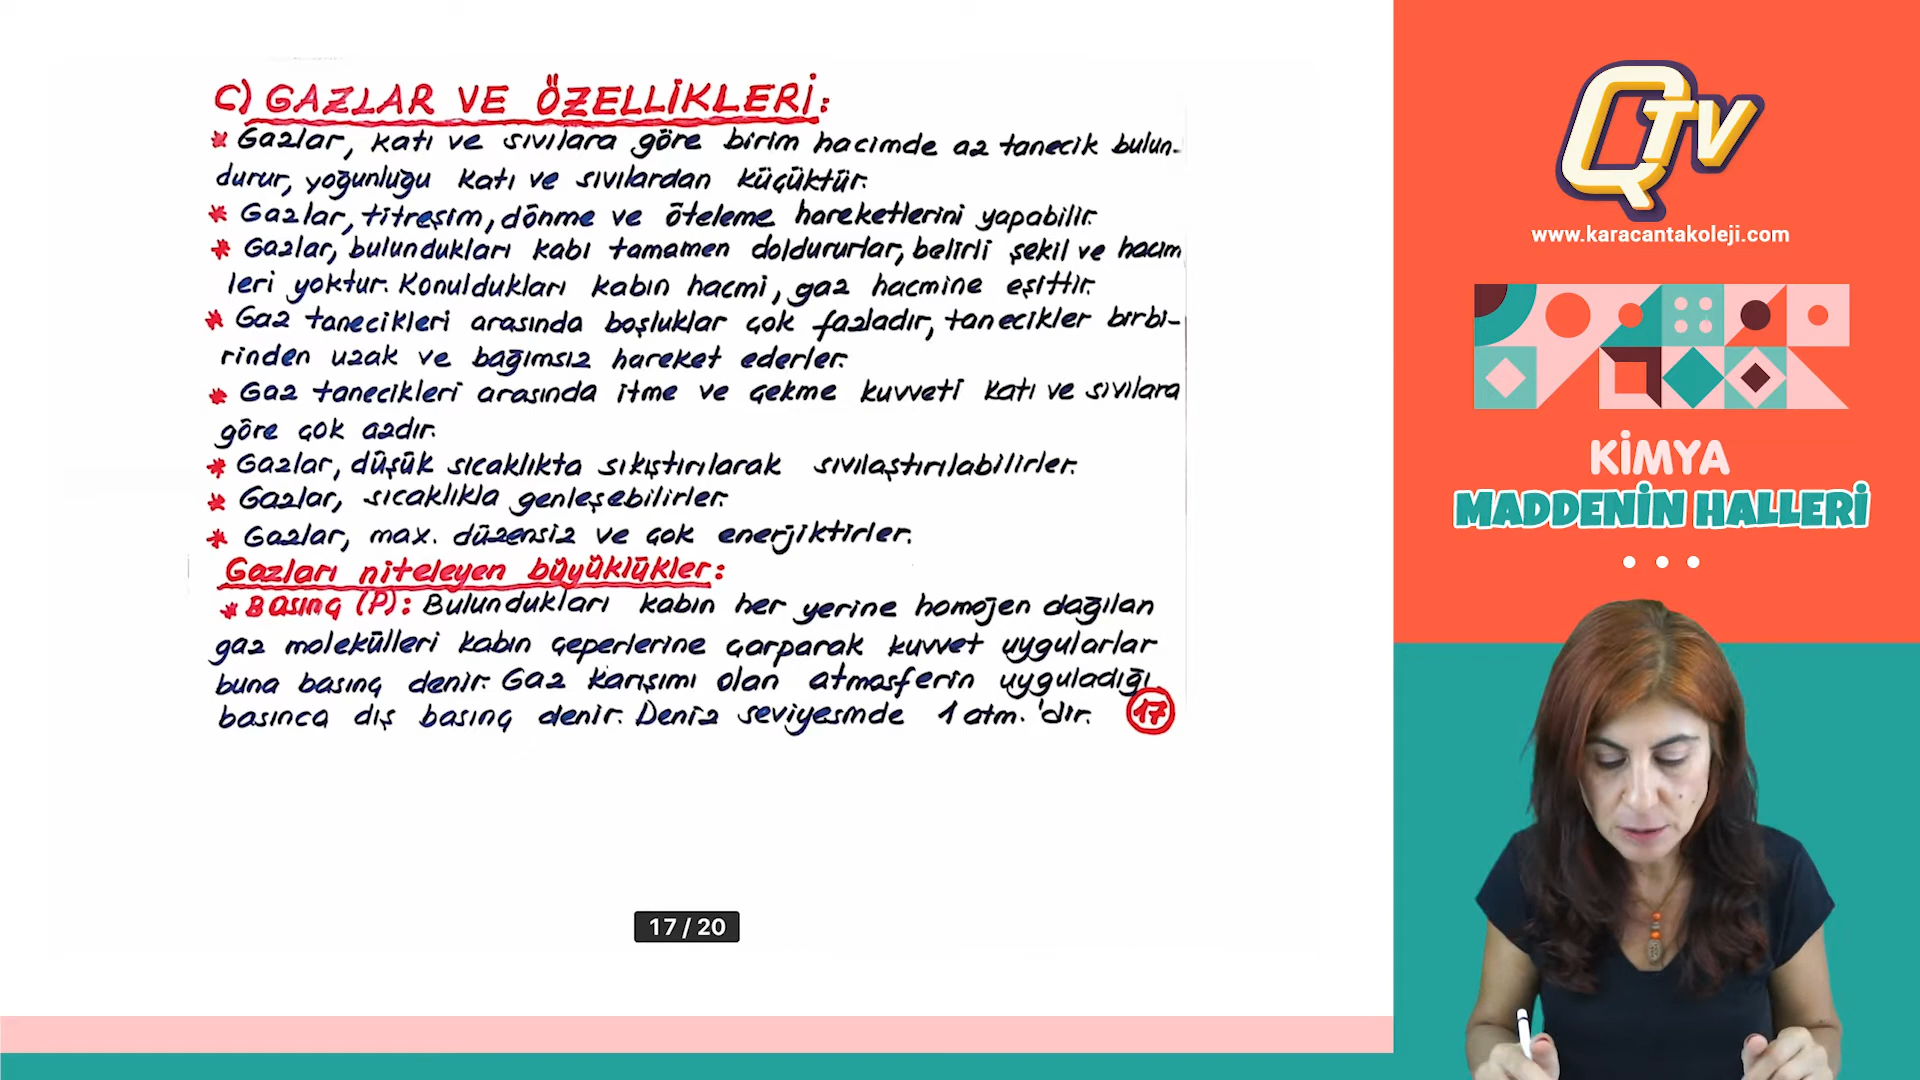 C) GAZLAR VE ÖZELLİKLERİ:
* Gazlar, katı ve sıvılara göre birim hacimde az tanecik bulun-
durur, yoğunluğu katı ve sıvılardan küçüktür.
* Gazlar, titreşim, dönme ve öteleme hareketlerini yapabilir.
* Gazlar, bulundukları kabı tamamen doldururlar, belirli şekil ve hacim
leri yoktur. Konuldukları kabın hacmi, gaz hacmine eşittir.
* Gaz tanecikleri arasında boşluklar çok fazladır, tanecikler birbi-
rinden uzak ve bağımsız hareket ederler.
* Gaz tanecikleri arasında itme ve çekme kuvveti katı ve sıvılara
göre çok azdır.
* Gazlar, düşük sıcaklıkta sıkıştırılarak sıvılaştırılabilirler.
* Gazlar, sıcaklıkla genleşebilirler.
* Gazlar, max. düzensiz ve çok enerjiktirler.
Gazları niteleyen büyüklükler:
* Basınç (P): Bulundukları kabın her yerine homojen dağılan
gaz molekülleri kabın çeperlerine çarparak kuvvet uygularlar
buna basınç denir. Gaz karışımı olan atmosferin uyguladığı
basınca dış basınç denir. Deniz seviyesinde 1 atm.'dir.
17
17 / 20
QTV
www.karacantakoleji.com
KİMYA
MADDENİN HALLERİ